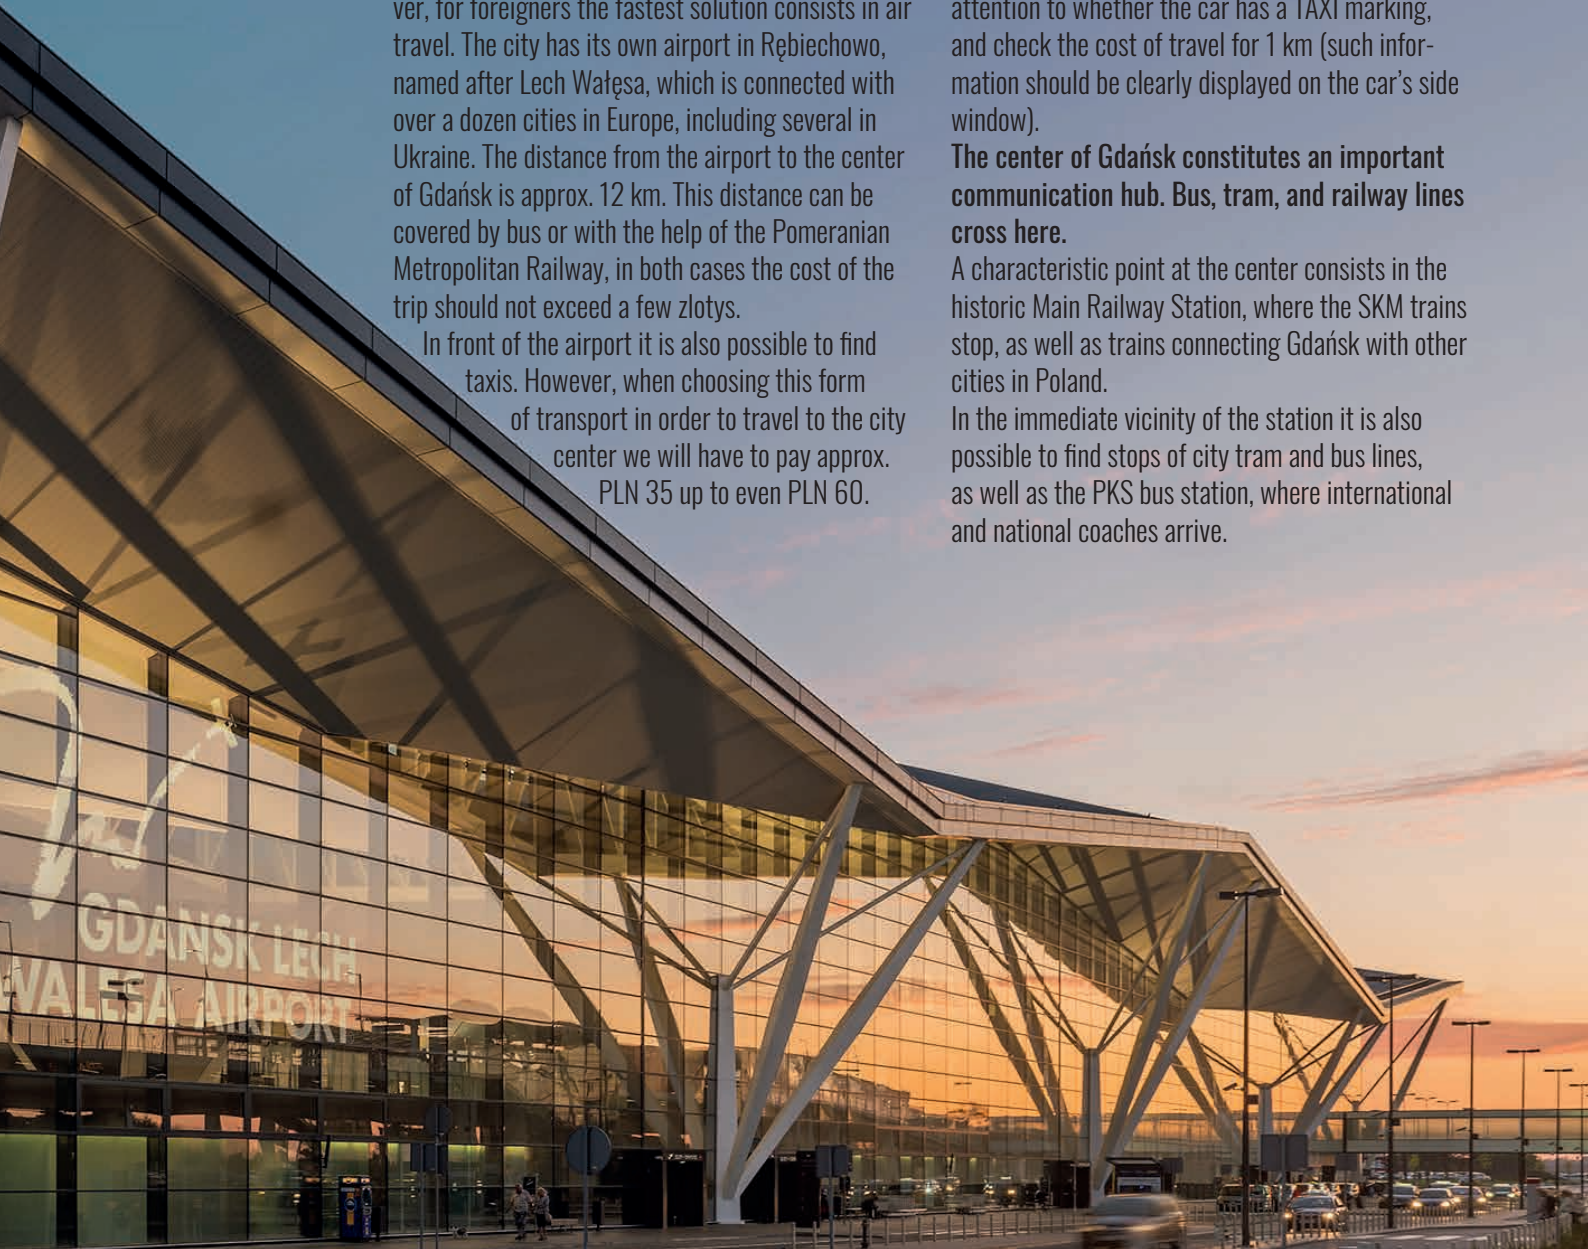 ver, for foreigners the fastest solution consists in air
travel. The city has its own airport in Rębiechowo,
named after Lech Wałęsa, which is connected with
over a dozen cities in Europe, including several in
Ukraine. The distance from the airport to the center
of Gdańsk is approx. 12 km. This distance can be
covered by bus or with the help of the Pomeranian
Metropolitan Railway, in both cases the cost of the
trip should not exceed a few zlotys.
In front of the airport it is also possible to find
taxis. However, when choosing this form
of transport in order to travel to the city
center we will have to pay approx.
PLN 35 up to even PLN 60.
attention to whether the car has a TAXI marking,
and check the cost of travel for 1 km (such infor-
mation should be clearly displayed on the car's side
window).
The center of Gdańsk constitutes an important
communication hub. Bus, tram, and railway lines
cross here.
A characteristic point at the center consists in the
historic Main Railway Station, where the SKM trains
stop, as well as trains connecting Gdańsk with other
cities in Poland.
In the immediate vicinity of the station it is also
possible to find stops of city tram and bus lines,
as well as the PKS bus station, where international
and national coaches arrive.
GDANSK LECH
WALESA AIRPORT